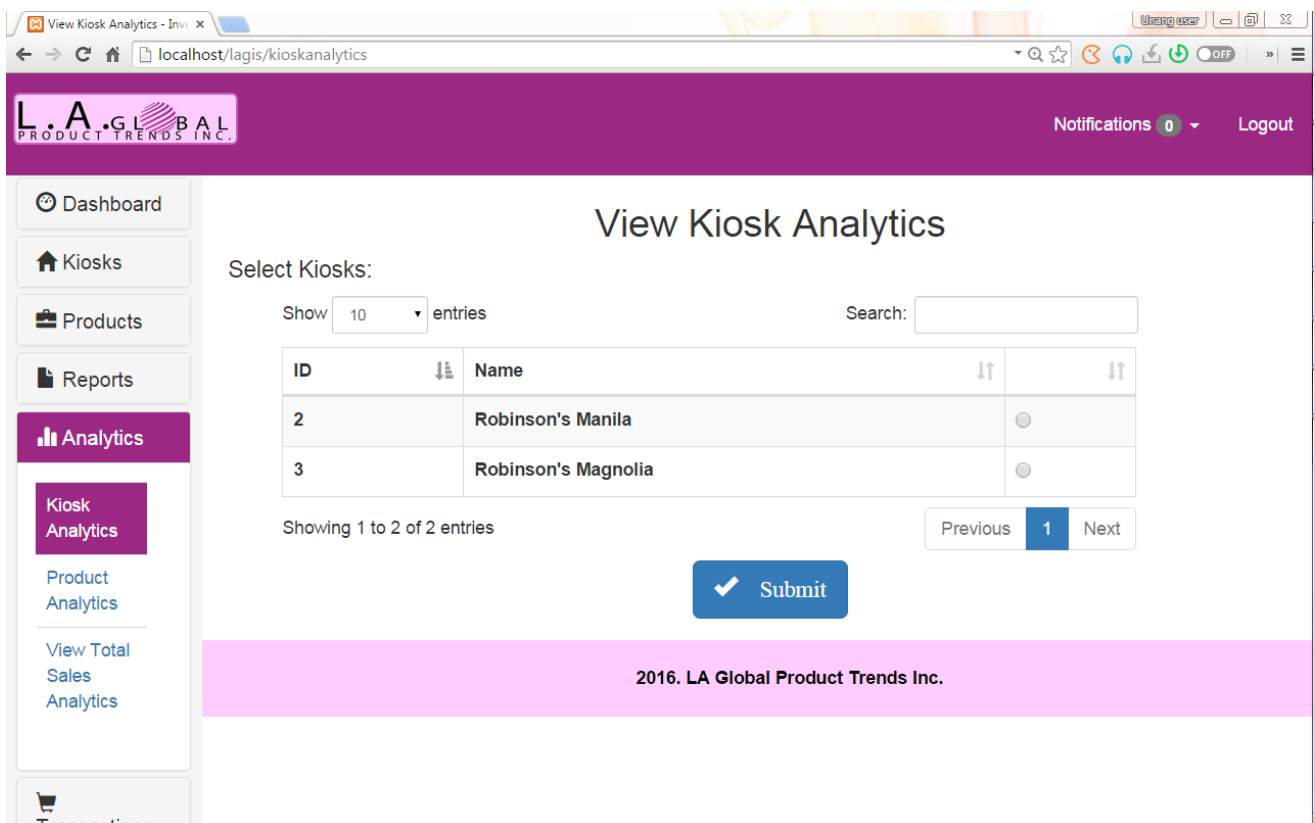 View Kiosk Analytics - Inv
Unang user
localhost/lagis/kioskanalytics
OFF
L.A.GLOBAL
PRODUCT TRENDS INC.
Notifications 0
Logout
Dashboard
Kiosks
Products
Reports
Analytics
Kiosk
Analytics
Product
Analytics
View Total
Sales
Analytics
View Kiosk Analytics
Select Kiosks:
Show 10 entries
Search:
ID Name
2 Robinson's Manila
3 Robinson's Magnolia
Showing 1 to 2 of 2 entries
Previous 1 Next
Submit
2016. LA Global Product Trends Inc.